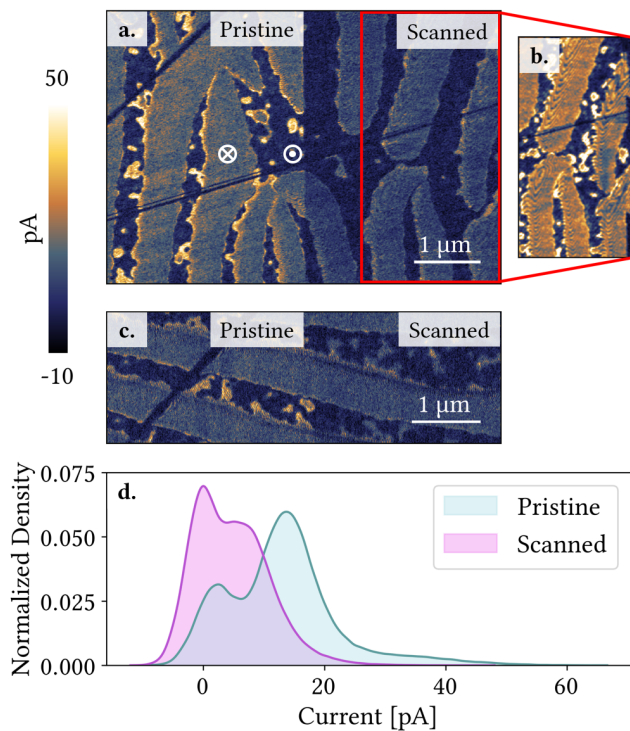 a.
Pristine
Scanned
b.
50
pA
-10
1 μm
c.
Pristine
Scanned
1 μm
d.
Normalized Density
0.075
0.050
0.025
0.000
Pristine
Scanned
0
20
40
60
Current [pA]